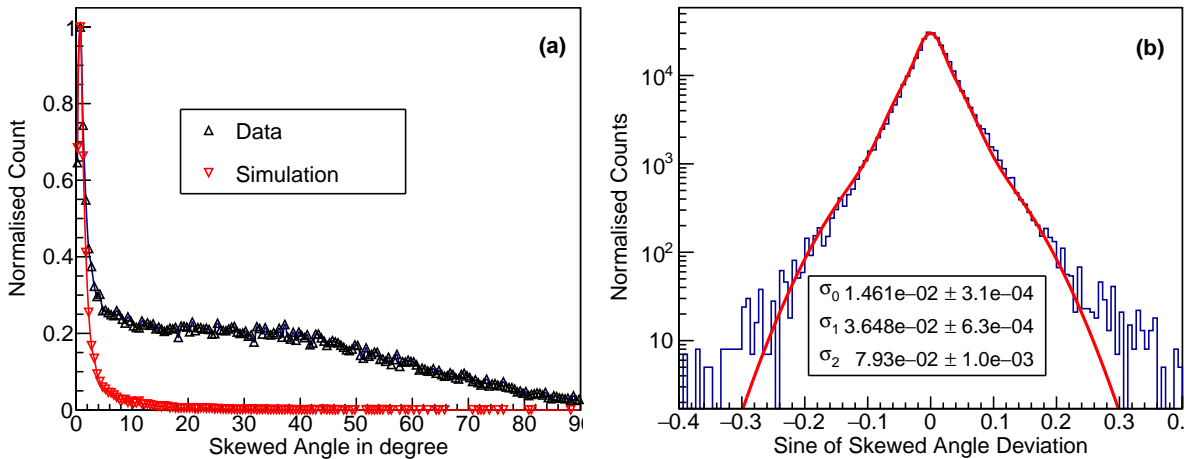 (a)
Normalised Count
1
0.8
0.6
0.4
0.2
0
Data
Simulation
0 10 20 30 40 50 60 70 80 90
Skewed Angle in degree
(b)
Normalised Counts
10⁴
10³
10²
10
σ₀ 1.461e−02 ± 3.1e−04
σ₁ 3.648e−02 ± 6.3e−04
σ₂ 7.93e−02 ± 1.0e−03
−0.4 −0.3 −0.2 −0.1 0 0.1 0.2 0.3 0.
Sine of Skewed Angle Deviation